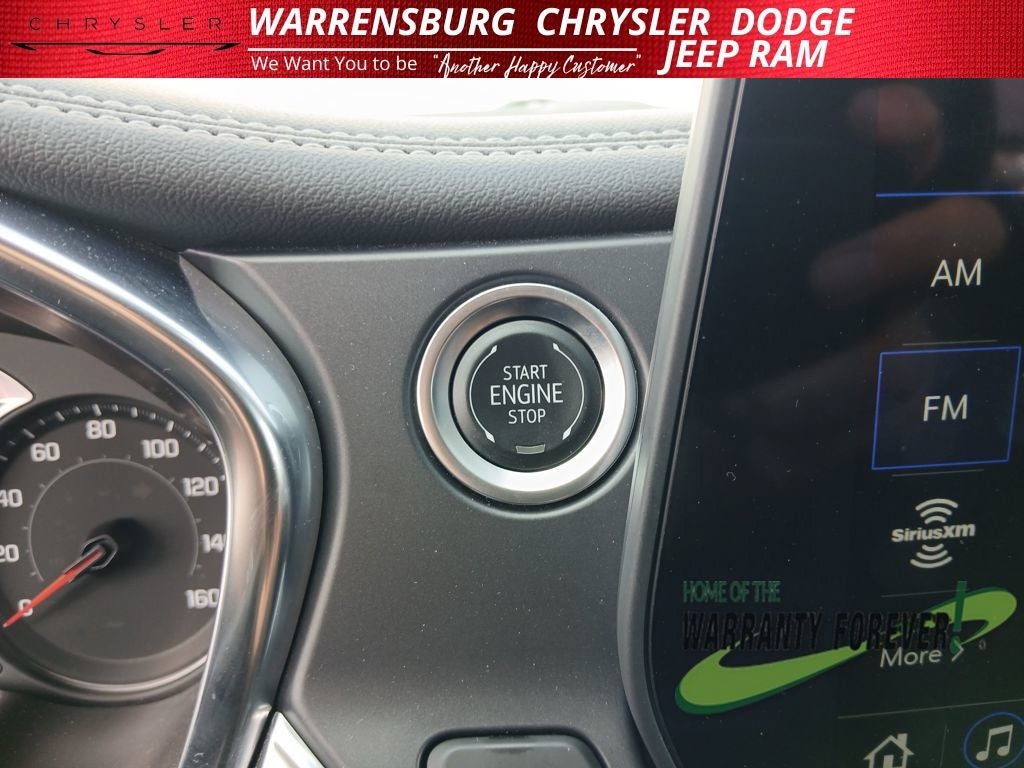 CHRYSLER
WARRENSBURG CHRYSLER DODGE
JEEP RAM
We Want You to be "Another Happy Customer"
START
ENGINE
STOP
AM
FM
SiriusXM
More >
HOME OF THE
WARRANTY FOREVER!
0
20
40
60
80
100
120
14
160